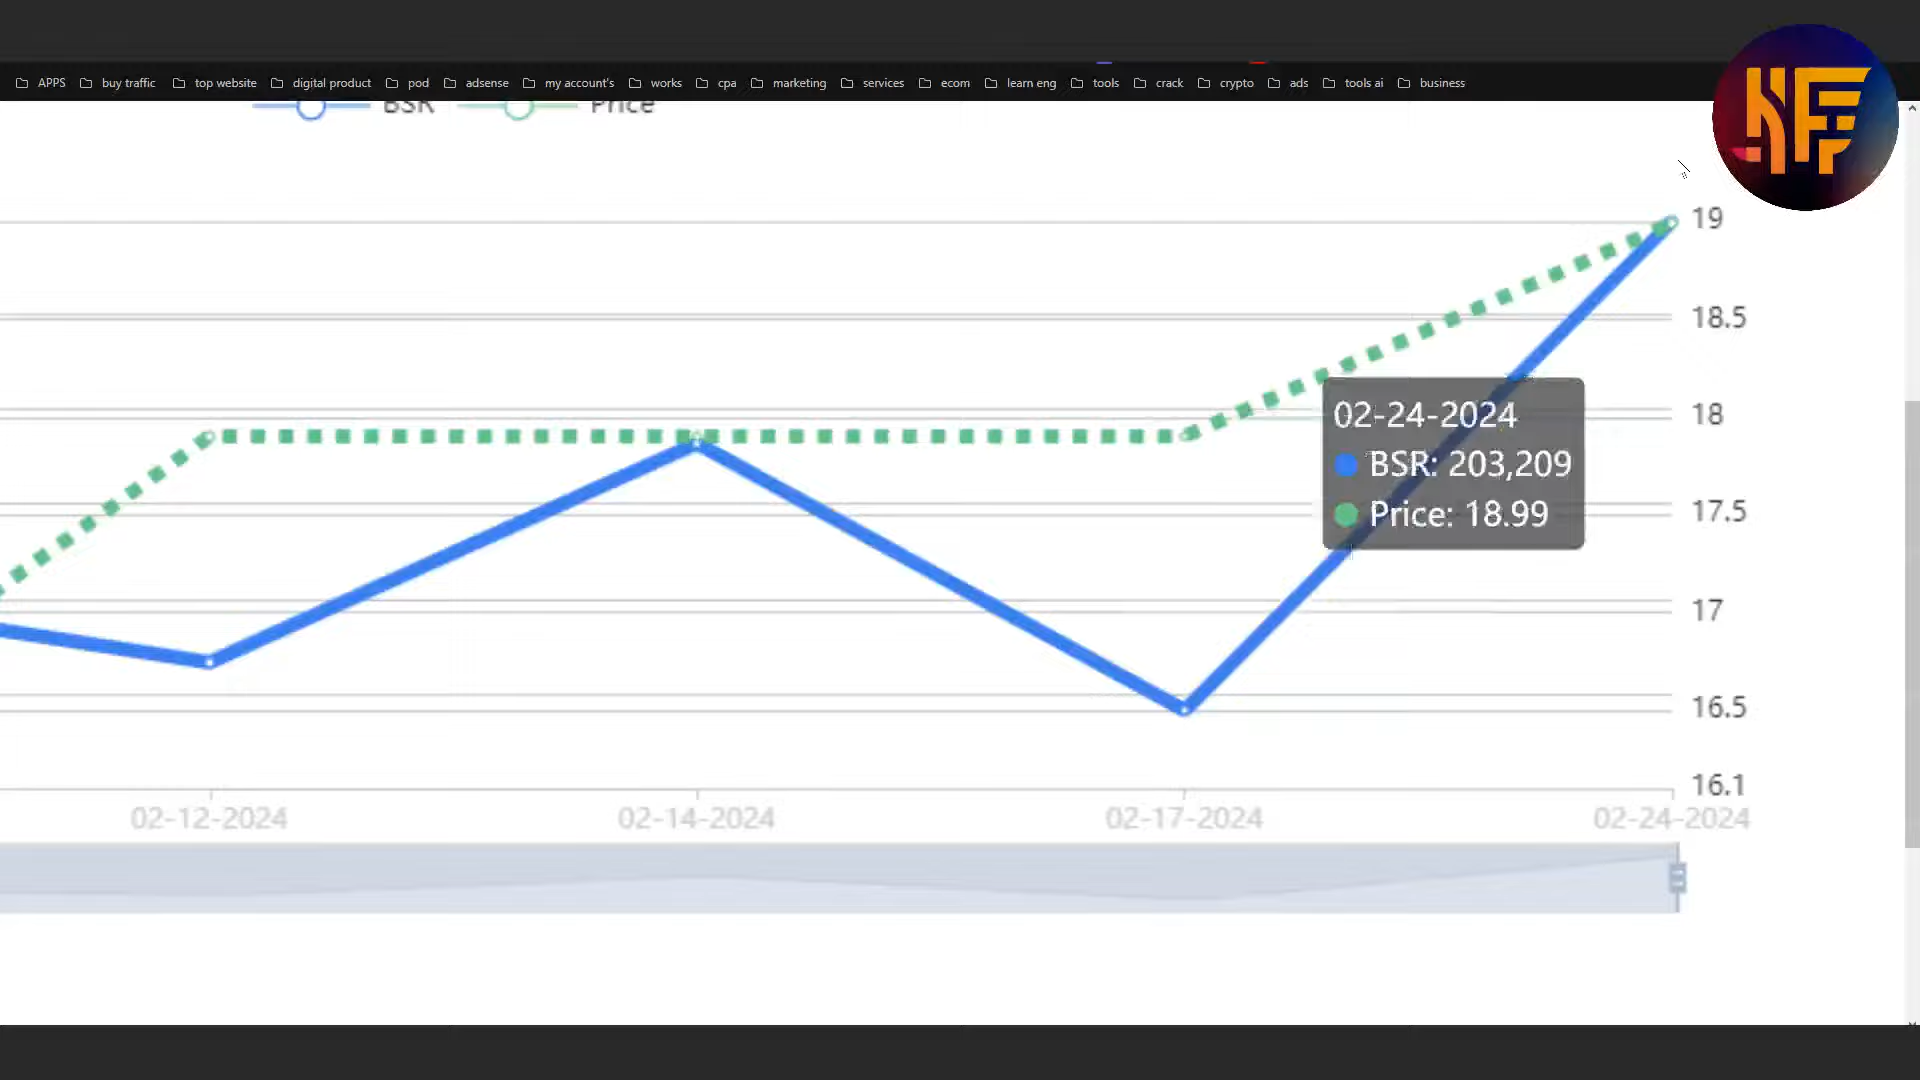 APPS buy traffic top website digital product pod adsense my account's works cpa marketing services ecom learn eng tools crack crypto ads tools ai business
BSR Price
19
18.5
18
17.5
17
16.5
16.1
02-24-2024
BSR: 203,209
Price: 18.99
02-12-2024 02-14-2024 02-17-2024 02-24-2024